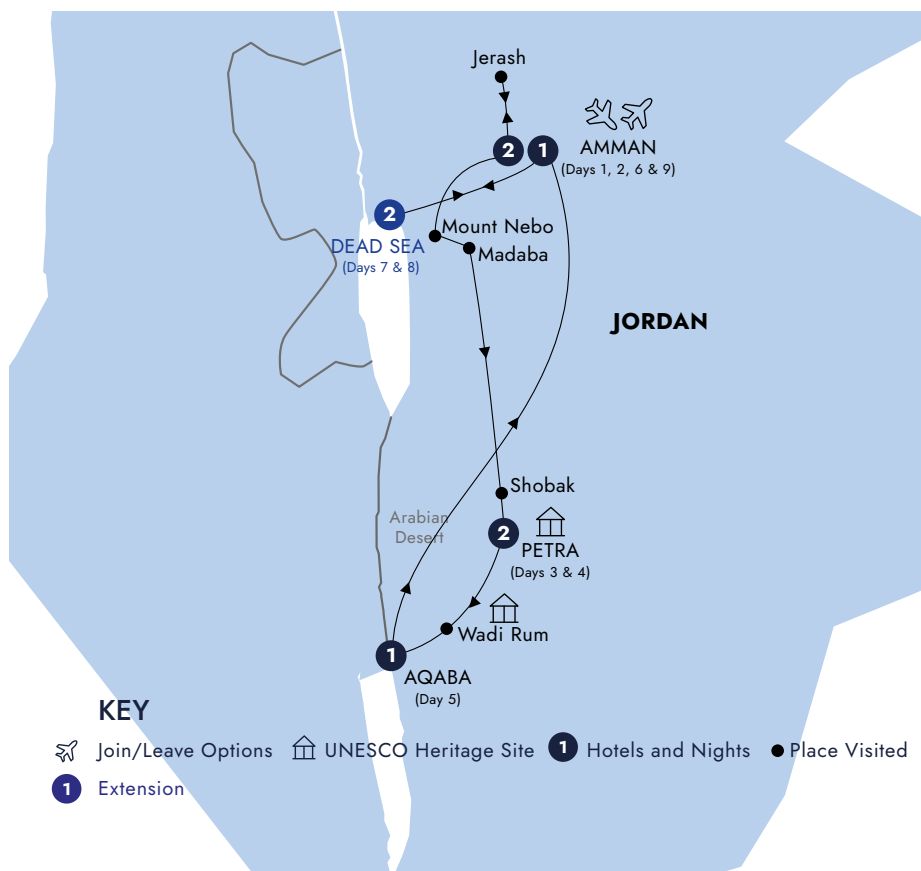 Jerash
2
1
AMMAN
(Days 1, 2, 6 & 9)
2
DEAD SEA
(Days 7 & 8)
Mount Nebo
Madaba
JORDAN
Shobak
Arabian
Desert
2
PETRA
(Days 3 & 4)
Wadi Rum
1
AQABA
(Day 5)
KEY
Join/Leave Options
UNESCO Heritage Site
1 Hotels and Nights
Place Visited
1 Extension